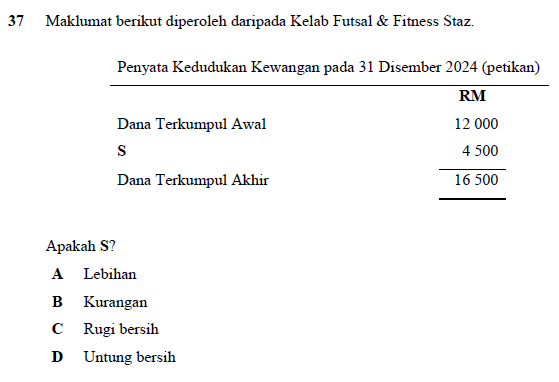 37 Maklumat berikut diperoleh daripada Kelab Futsal & Fitness Staz.
Penyata Kedudukan Kewangan pada 31 Disember 2024 (petikan)
RM
Dana Terkumpul Awal 12 000
S 4 500
Dana Terkumpul Akhir 16 500
Apakah S?
A Lebihan
B Kurangan
C Rugi bersih
D Untung bersih